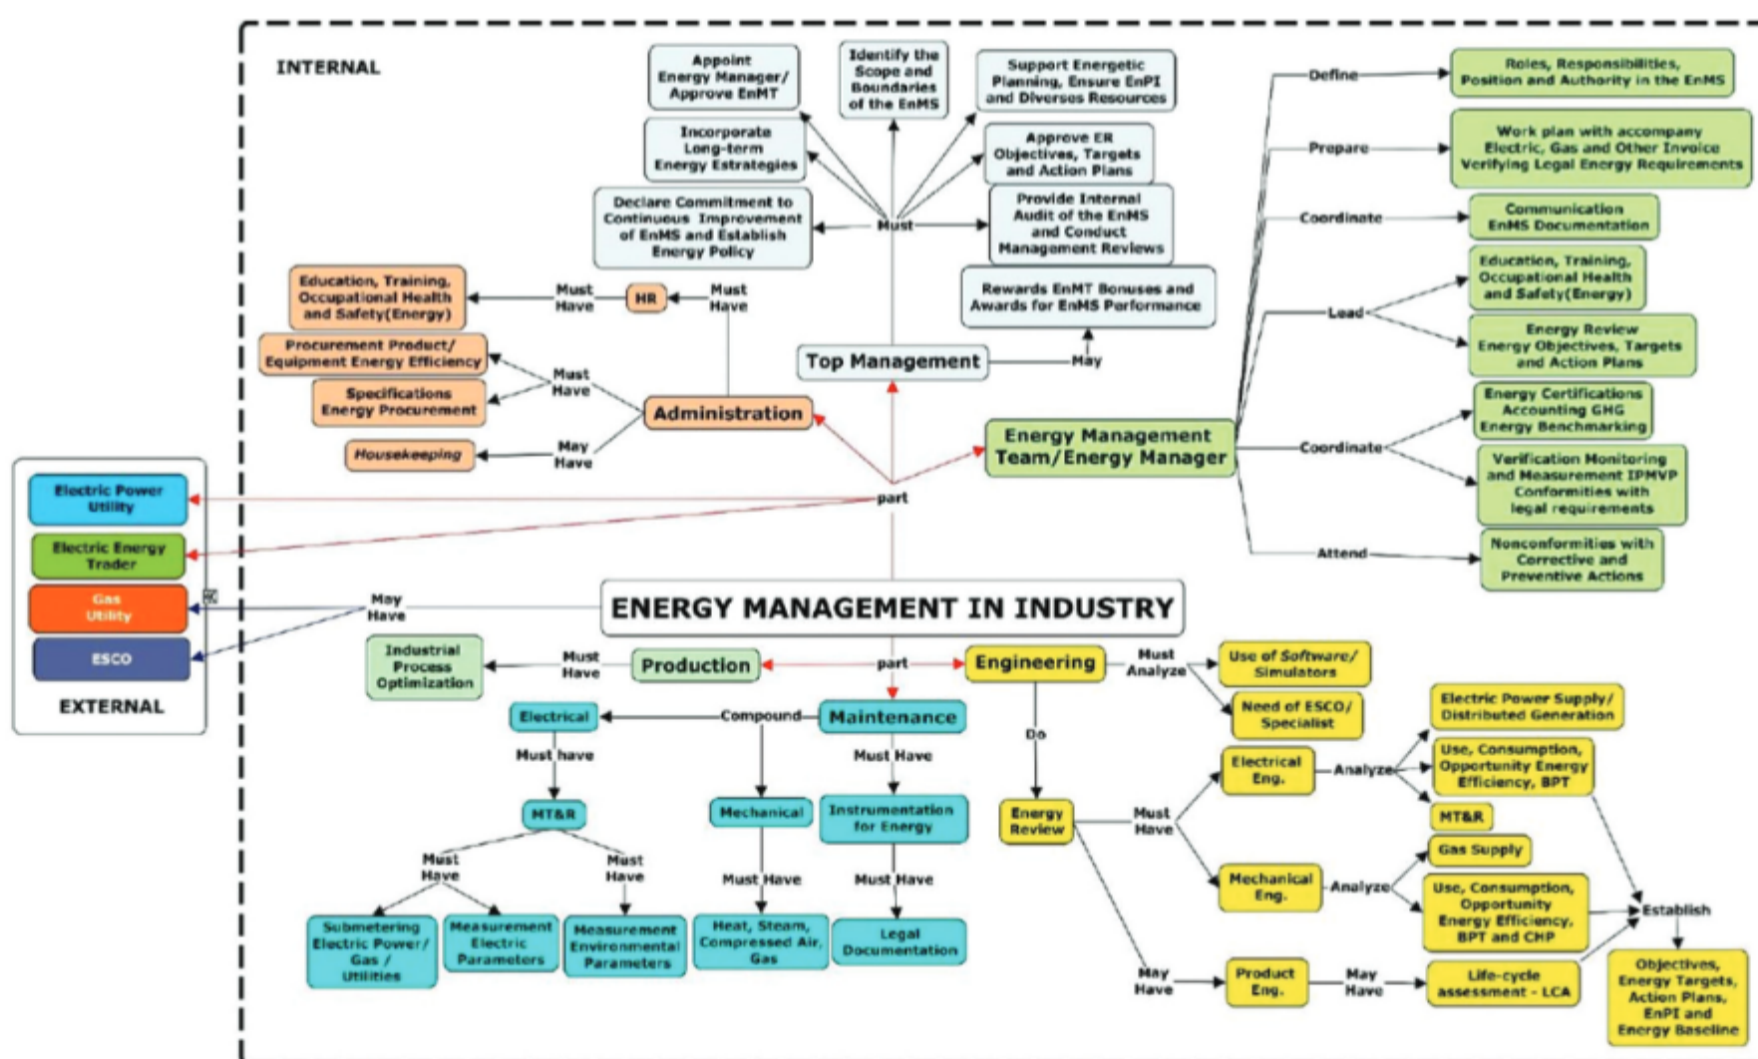 INTERNAL
Appoint
Energy Manager/
Approve EnMT
Identify the
Scope and
Boundaries
of the EnMS
Support Energetic
Planning, Ensure EnPI
and Diverses Resources
Incorporate
Long-term
Energy Estrategies
Approve ER
Objectives, Targets
and Action Plans
Declare Commitment to
Continuous Improvement
of EnMS and Establish
Energy Policy
Must
Provide Internal
Audit of the EnMS
and Conduct
Management Reviews
Rewards EnMT Bonuses and
Awards for EnMS Performance
Top Management
May
Education, Training,
Occupational Health
and Safety(Energy)
Must
Have
HR
Must
Have
Procurement Product/
Equipment Energy Efficiency
Specifications
Energy Procurement
Must
Have
Administration
Housekeeping
May
Have
Energy Management
Team/Energy Manager
Define
Roles, Responsibilities,
Position and Authority in the EnMS
Prepare
Work plan with accompany
Electric, Gas and Other Invoice
Verifying Legal Energy Requirements
Coordinate
Communication
EnMS Documentation
Lead
Education, Training,
Occupational Health
and Safety(Energy)
Energy Review
Energy Objectives, Targets
and Action Plans
Coordinate
Energy Certifications
Accounting GHG
Energy Benchmarking
Verification Monitoring
and Measurement IPMVP
Conformities with
legal requirements
Attend
Nonconformities with
Corrective and
Preventive Actions
part
Electric Power
Utility
Electric Energy
Trader
Gas
Utility
ESCO
EXTERNAL
May
Have
ENERGY MANAGEMENT IN INDUSTRY
Industrial
Process
Optimization
Must
Have
Production
part
Engineering
Must
Analyze
Use of Software/
Simulators
Need of ESCO/
Specialist
Electrical
Compound
Maintenance
Must have
MT&R
Must
Have
Must
Have
Submetering
Electric Power/
Gas /
Utilities
Measurement
Electric
Parameters
Measurement
Environmental
Parameters
Mechanical
Must Have
Heat, Steam,
Compressed Air,
Gas
Must Have
Instrumentation
for Energy
Must Have
Legal
Documentation
Do
Energy
Review
Must
Have
Electrical
Eng.
Analyze
Electric Power Supply/
Distributed Generation
Use, Consumption,
Opportunity Energy
Efficiency, BPT
MT&R
Mechanical
Eng.
Analyze
Gas Supply
Use, Consumption,
Opportunity
Energy Efficiency,
BPT and CHP
May
Have
Product
Eng.
May
Have
Life-cycle
assessment - LCA
Establish
Objectives,
Energy Targets,
Action Plans,
EnPI and
Energy Baseline